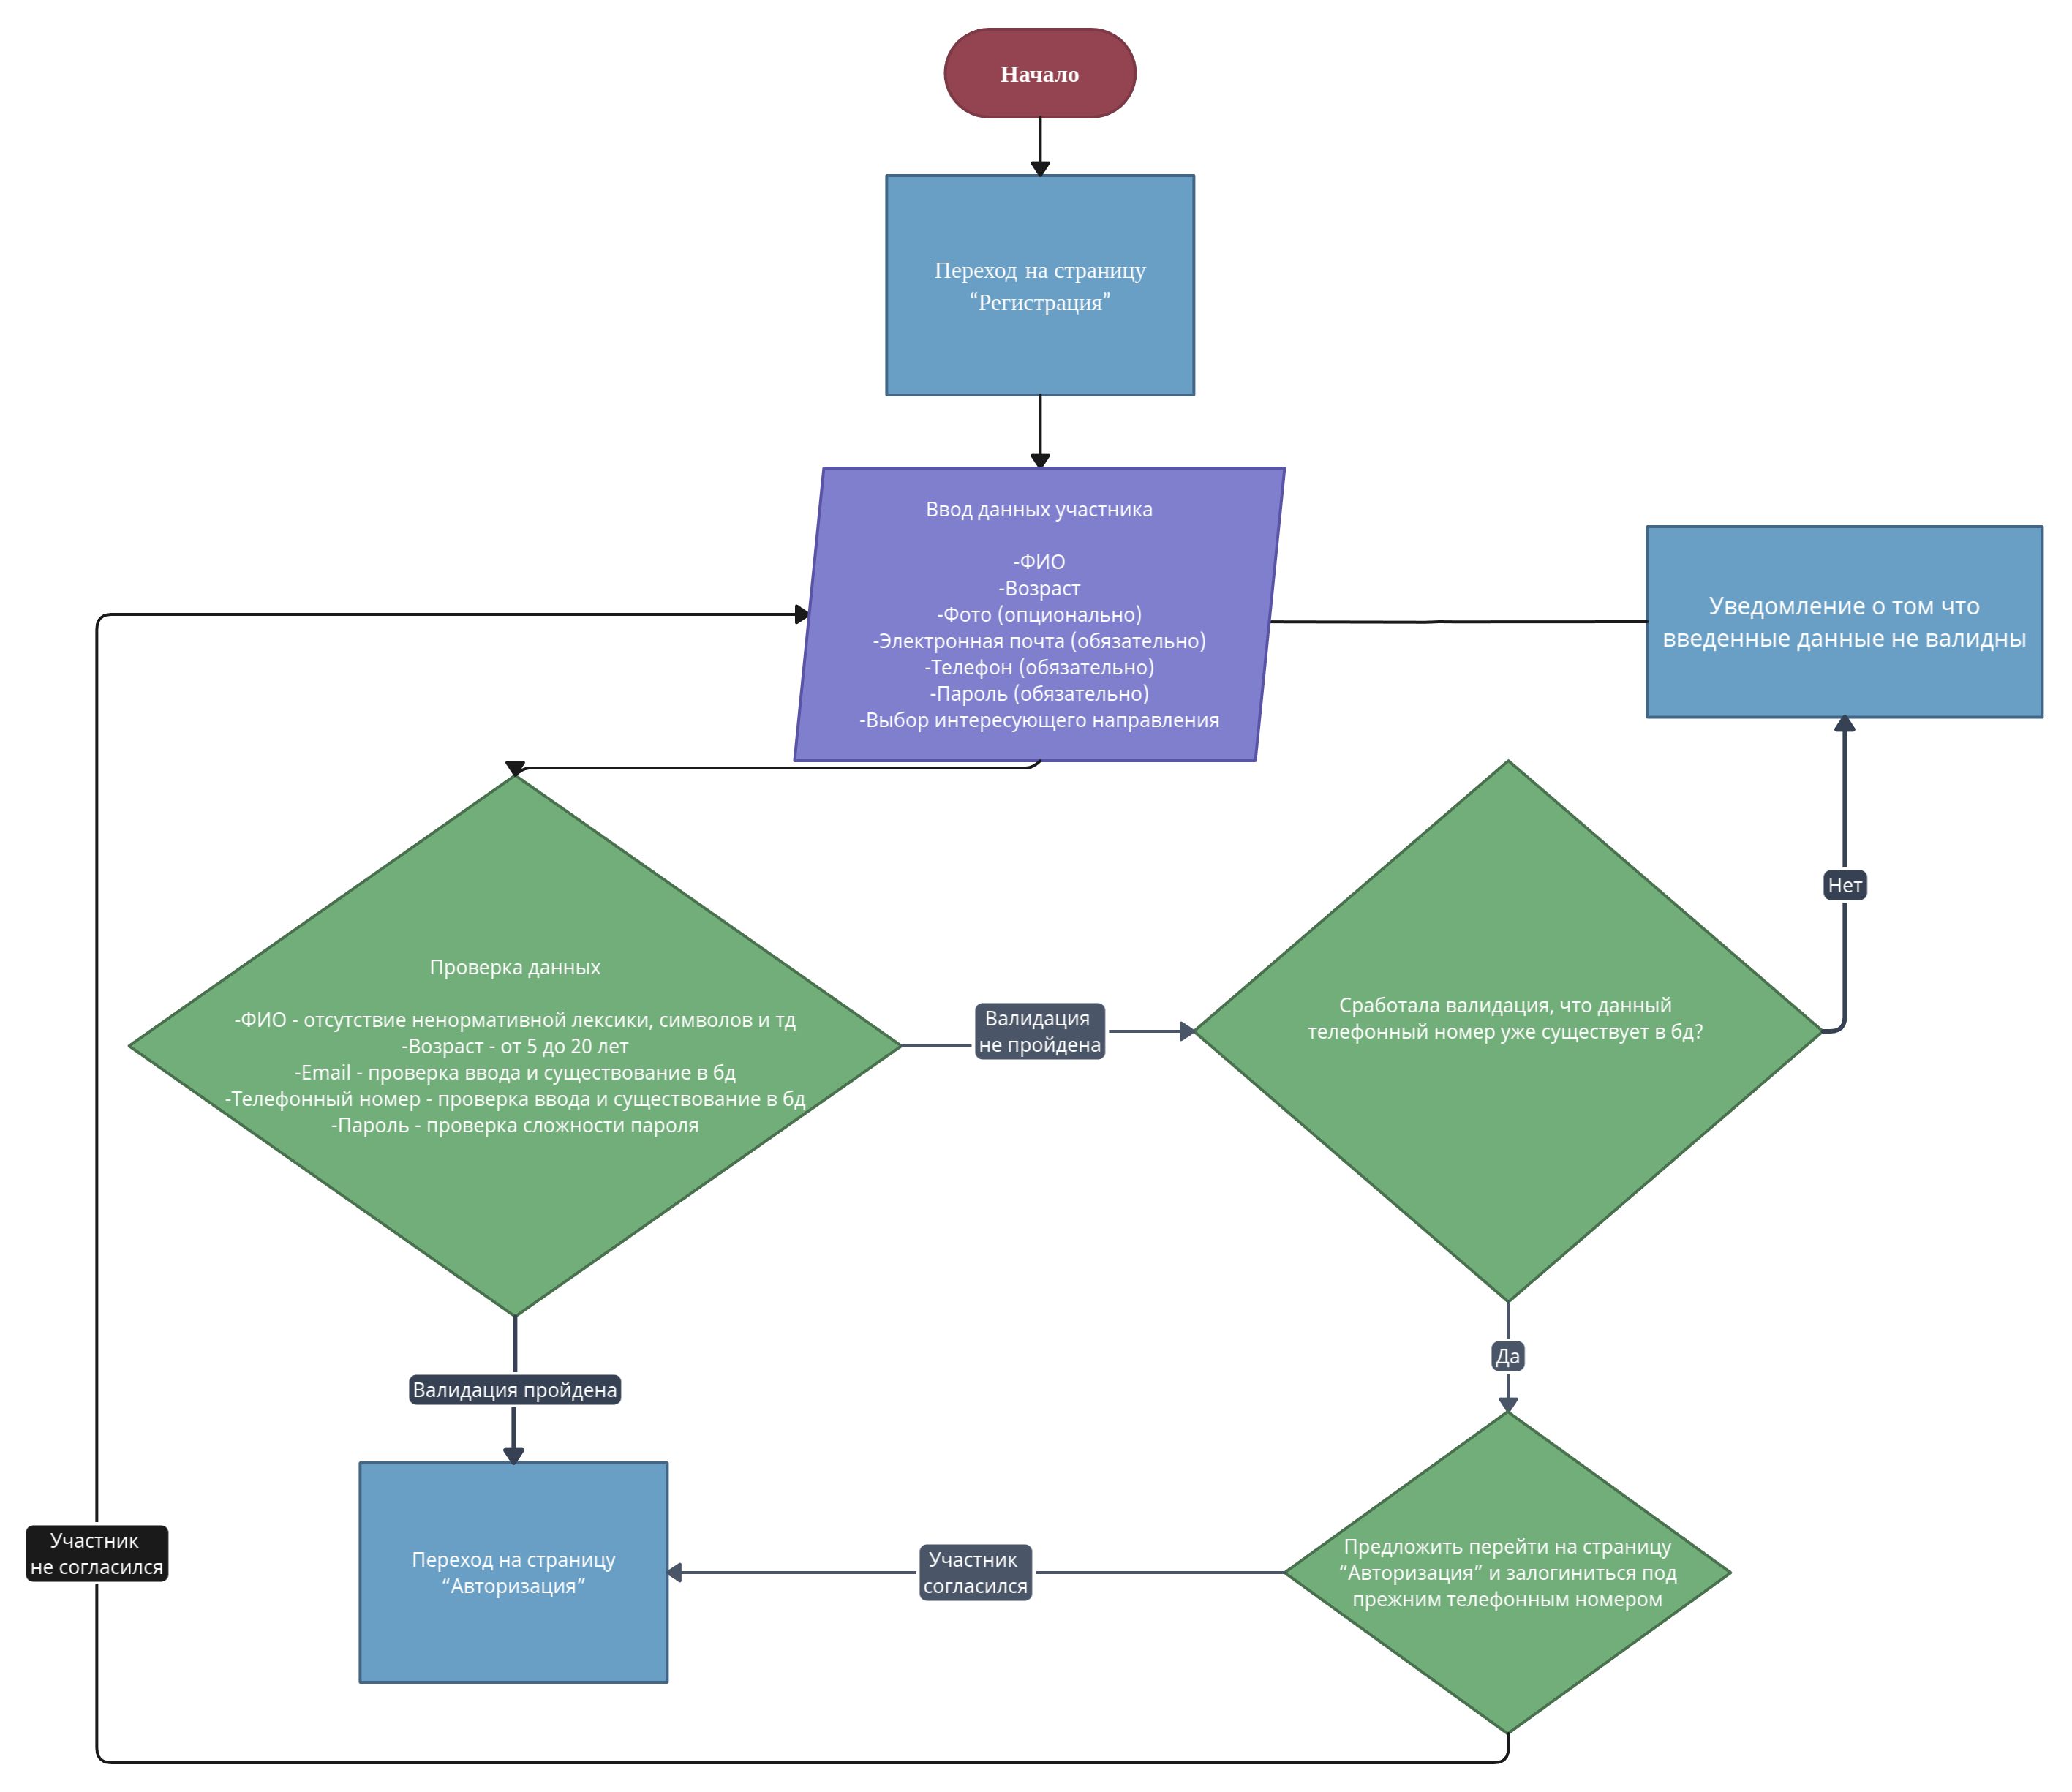 Начало
Переход на страницу
“Регистрация”
Ввод данных участника
-ФИО
-Возраст
-Фото (опционально)
-Электронная почта (обязательно)
-Телефон (обязательно)
-Пароль (обязательно)
-Выбор интересующего направления
Уведомление о том что
введенные данные не валидны
Нет
Проверка данных
-ФИО - отсутствие ненормативной лексики, символов и тд
-Возраст - от 5 до 20 лет
-Email - проверка ввода и существование в бд
-Телефонный номер - проверка ввода и существование в бд
-Пароль - проверка сложности пароля
Валидация
не пройдена
Сработала валидация, что данный
телефонный номер уже существует в бд?
Да
Валидация пройдена
Участник
не согласился
Переход на страницу
“Авторизация”
Участник
согласился
Предложить перейти на страницу
“Авторизация” и залогиниться под
прежним телефонным номером